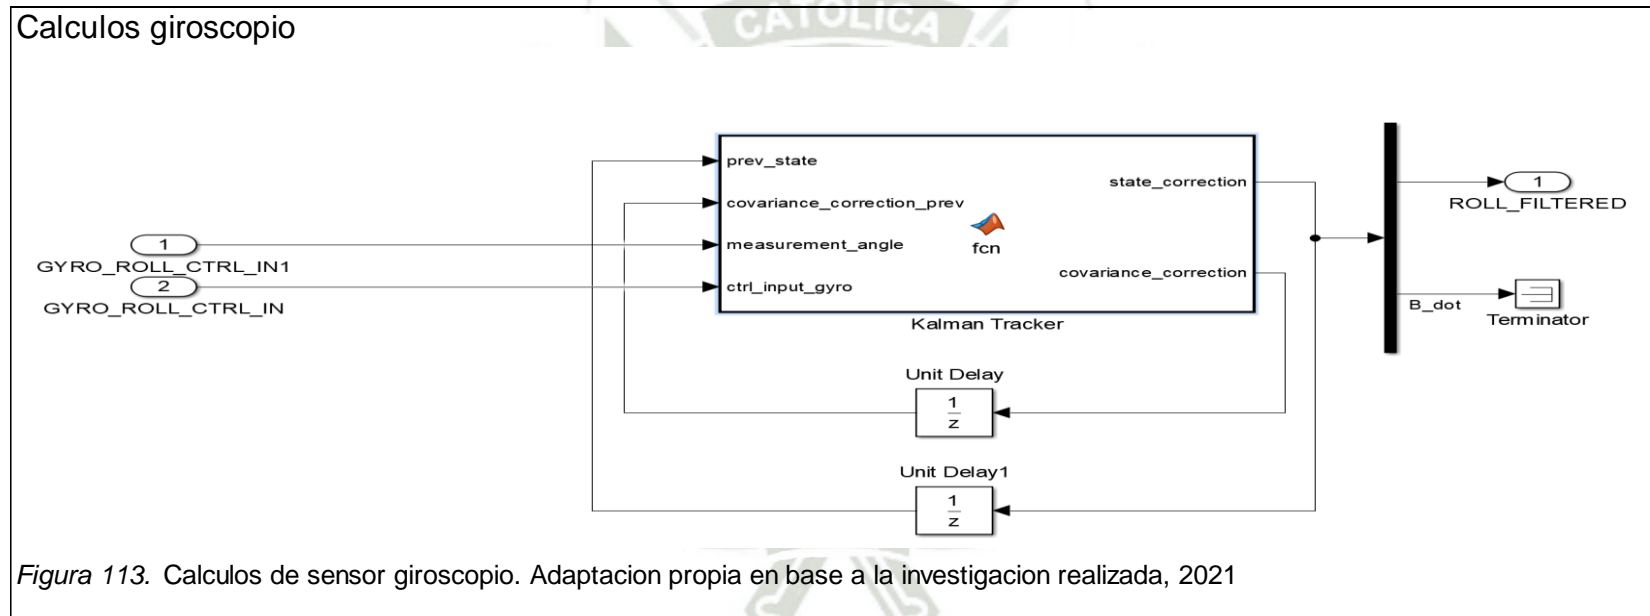 CATOLICA
Calculos giroscopio
prev_state
state_correction
1
ROLL_FILTERED
covariance_correction_prev
fcn
1
GYRO_ROLL_CTRL_IN1
measurement_angle
covariance_correction
2
GYRO_ROLL_CTRL_IN
ctrl_input_gyro
B_dot
Terminator
Kalman Tracker
Unit Delay
1
z
Unit Delay1
1
z
Figura 113. Calculos de sensor giroscopio. Adaptacion propia en base a la investigacion realizada, 2021